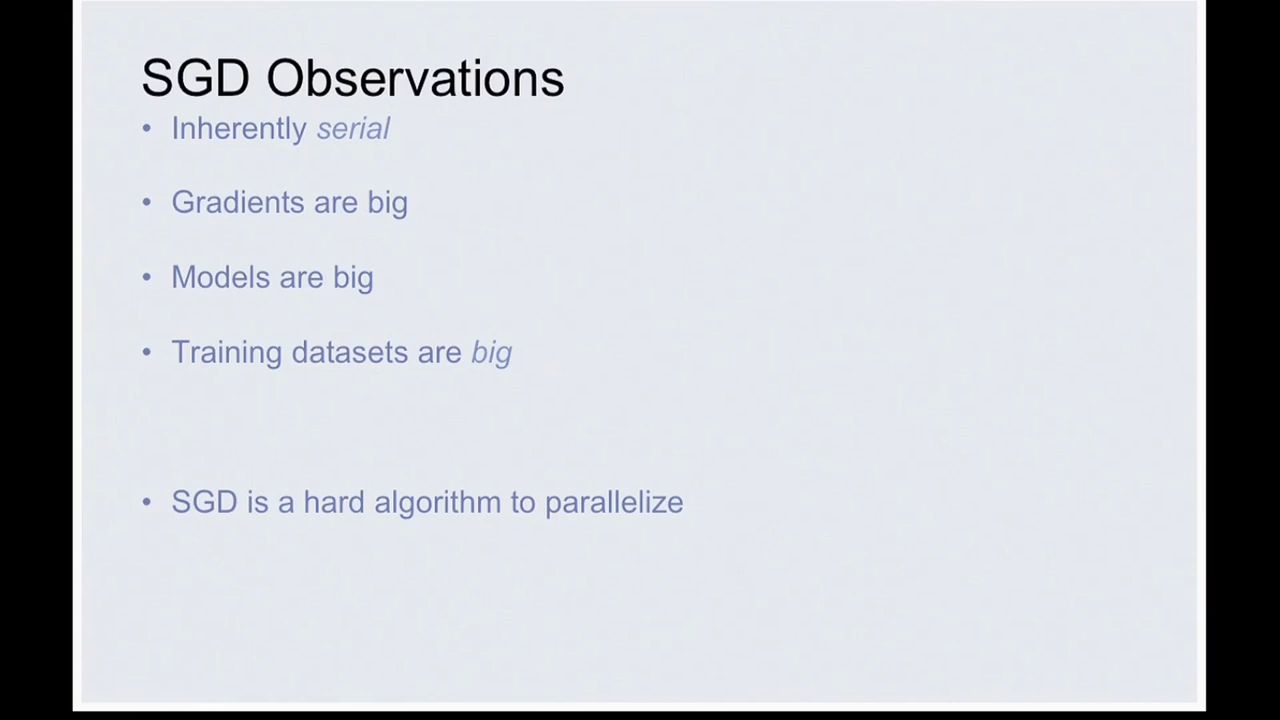 SGD Observations
• Inherently serial
• Gradients are big
• Models are big
• Training datasets are big
• SGD is a hard algorithm to parallelize